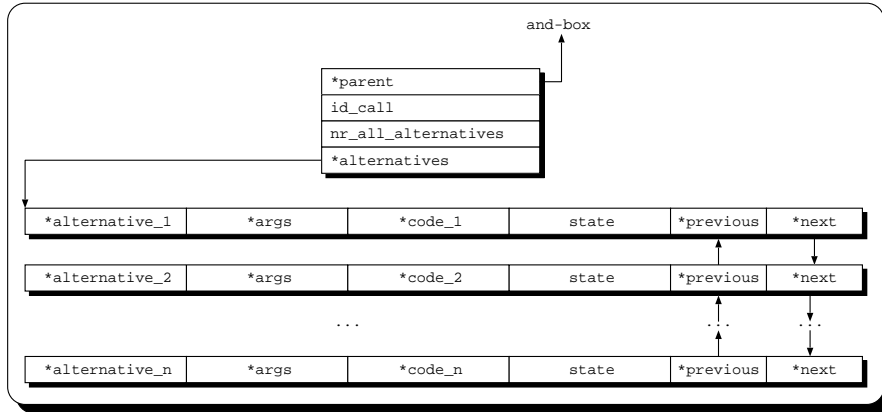 and-box
*parent
id_call
nr_all_alternatives
*alternatives
*alternative_1 *args *code_1 state *previous *next
*alternative_2 *args *code_2 state *previous *next
... ... ...
*alternative_n *args *code_n state *previous *next